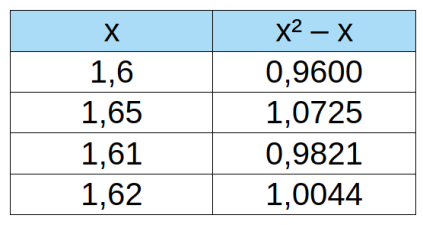 x x² – x
1,6 0,9600
1,65 1,0725
1,61 0,9821
1,62 1,0044